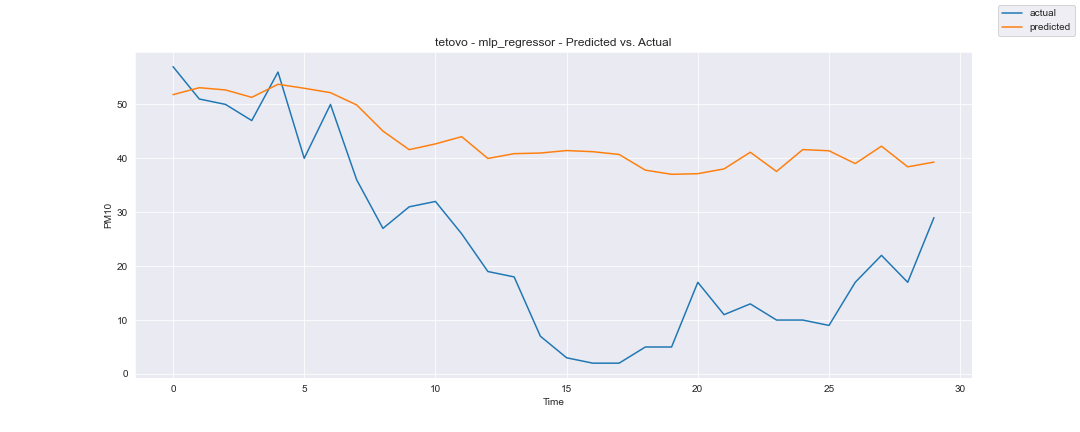 actual
predicted
tetovo - mlp_regressor - Predicted vs. Actual
PM10
50
40
30
20
10
0
0 5 10 15 20 25 30
Time